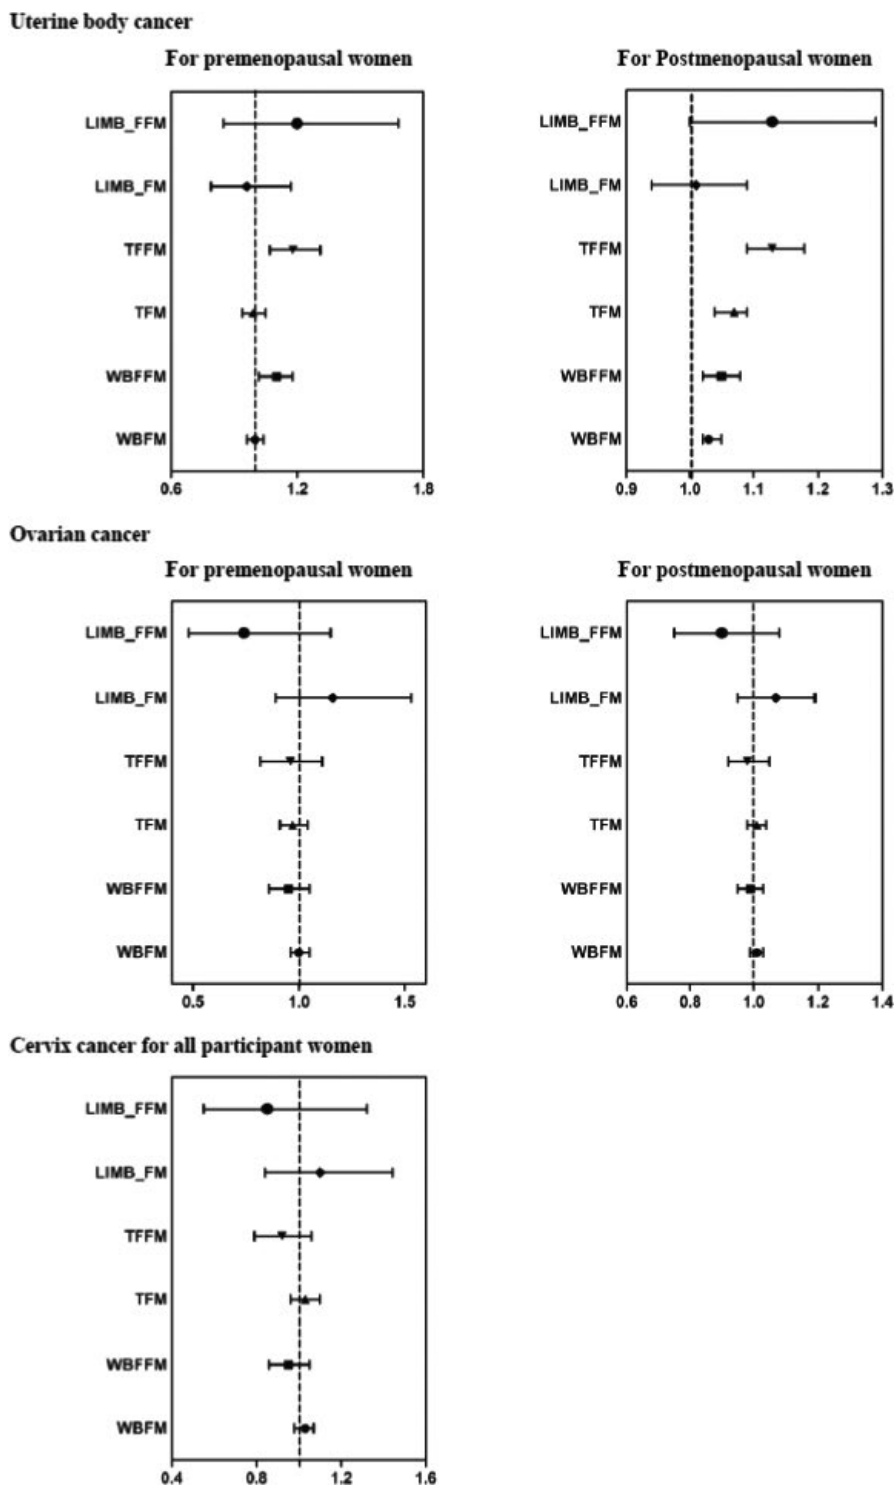 Uterine body cancer
For premenopausal women
LIMB_FFM
LIMB_FM
TFFM
TFM
WBFFM
WBFM
0.6 1.2 1.8
For Postmenopausal women
LIMB_FFM
LIMB_FM
TFFM
TFM
WBFFM
WBFM
0.9 1.0 1.1 1.2 1.3
Ovarian cancer
For premenopausal women
LIMB_FFM
LIMB_FM
TFFM
TFM
WBFFM
WBFM
0.5 1.0 1.5
For postmenopausal women
LIMB_FFM
LIMB_FM
TFFM
TFM
WBFFM
WBFM
0.6 0.8 1.0 1.2 1.4
Cervix cancer for all participant women
LIMB_FFM
LIMB_FM
TFFM
TFM
WBFFM
WBFM
0.4 0.8 1.2 1.6